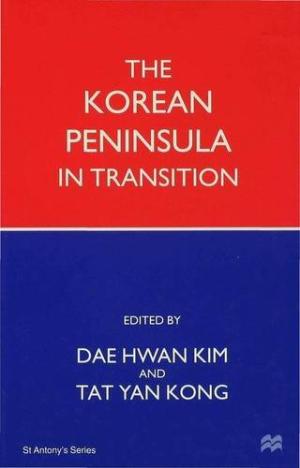 THE
KOREAN
PENINSULA
IN TRANSITION
EDITED BY
DAE HWAN KIM
AND
TAT YAN KONG
St Antony's Series